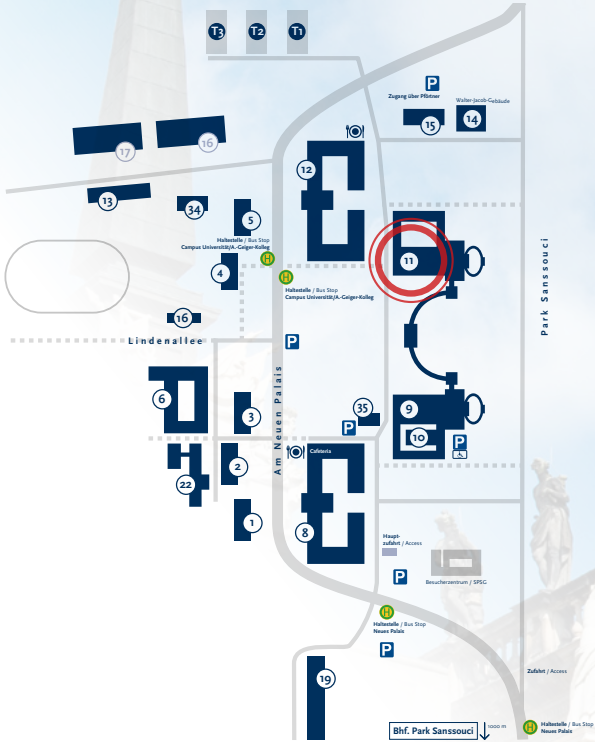 T3
T2
T1
P
Zugang über Pförtner
Walter-Jacob-Gebäude
15
14
17
16
12
13
34
5
Haltestelle / Bus Stop
Campus Universität/A.-Geiger-Kolleg
H
4
11
H
Haltestelle / Bus Stop
Campus Universität/A.-Geiger-Kolleg
Park Sanssouci
16
Lindenallee
P
Am Neuen Palais
6
3
35
P
9
10
P
2
Cafeteria
22
1
8
Haupt-
zufahrt / Access
P
Besucherzentrum / SPSG
H
Haltestelle / Bus Stop
Neues Palais
P
19
Zufahrt / Access
Bhf. Park Sanssouci
1000 m
H
Haltestelle / Bus Stop
Neues Palais